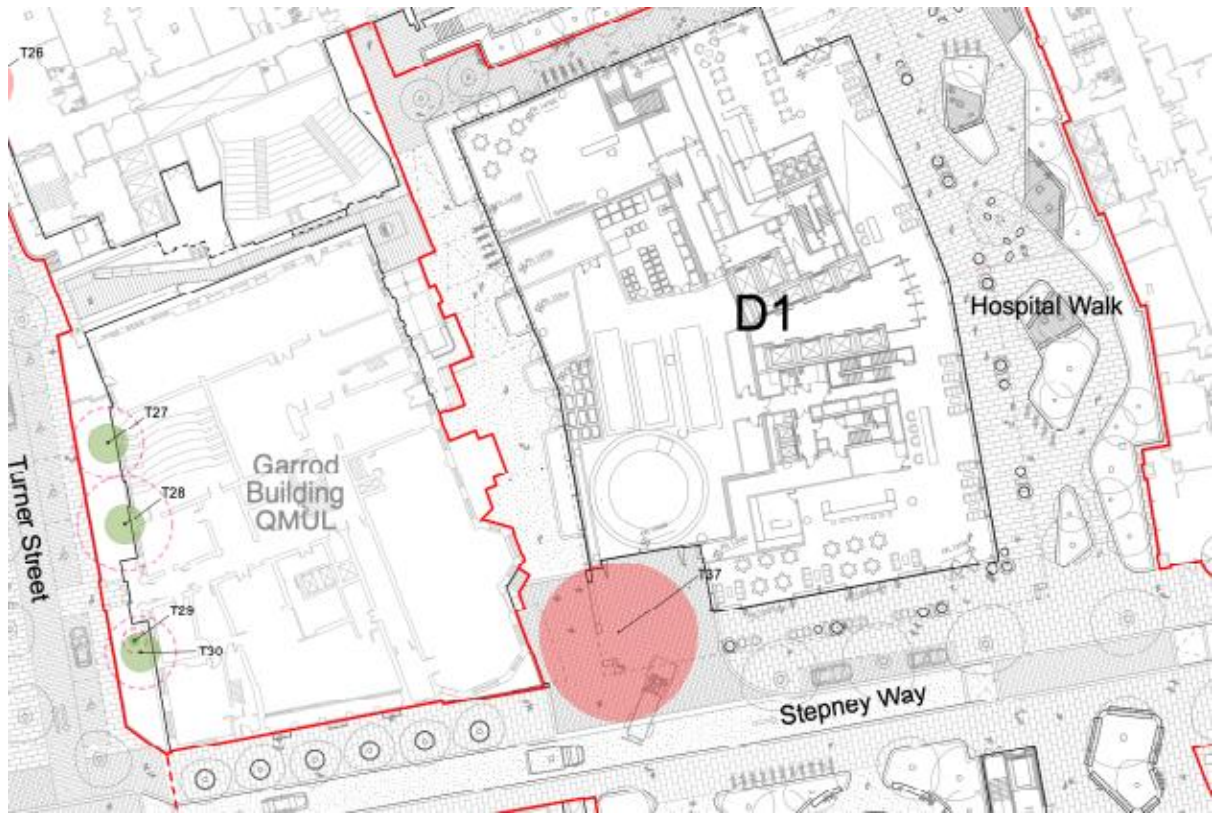 T26
D1
Hospital Walk
T27
Garrod
Building
QMUL
T28
Turner Street
T37
T29
T30
Stepney Way